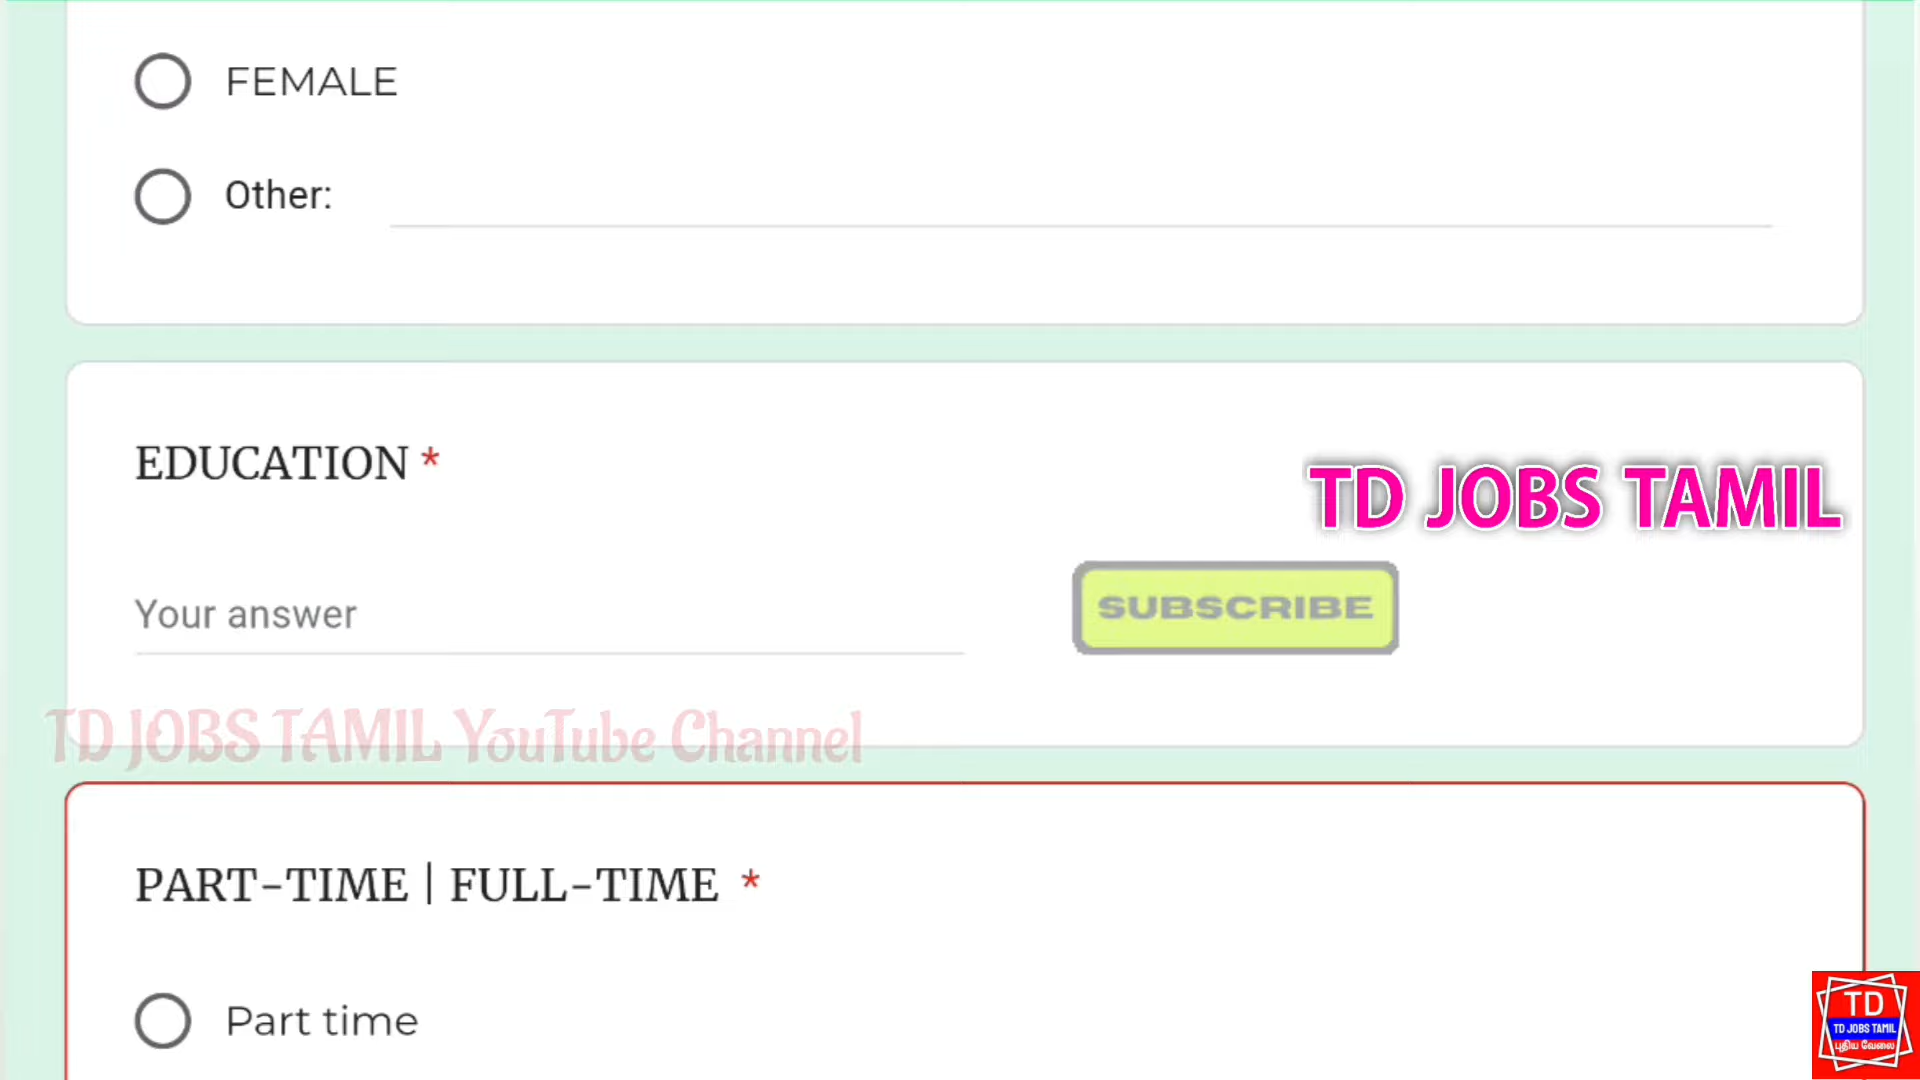 FEMALE
Other:
EDUCATION *
TD JOBS TAMIL
Your answer
SUBSCRIBE
TD JOBS TAMIL YouTube Channel
PART-TIME | FULL-TIME *
Part time
TD
TD JOBS TAMIL
புதிய வேலை